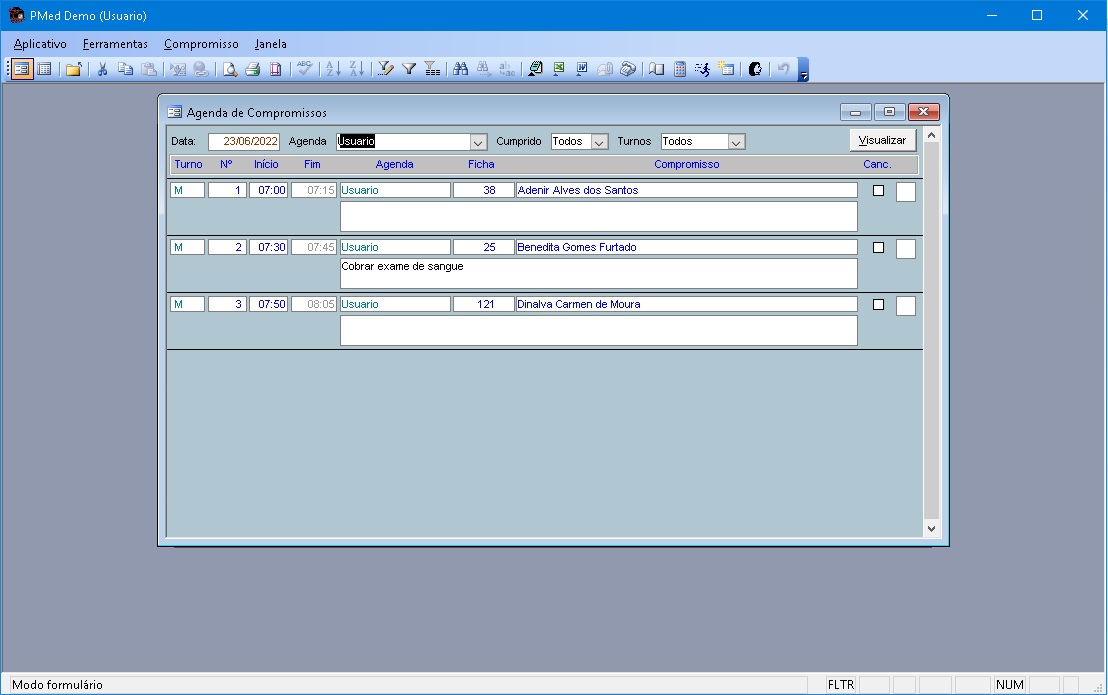 PMed Demo (Usuario)
Aplicativo Ferramentas Compromisso Janela
Agenda de Compromissos
Data: 23/06/2022 Agenda Usuario Cumprido Todos Turnos Todos Visualizar
Turno Nº Início Fim Agenda Ficha Compromisso Canc.
M 1 07:00 07:15 Usuario 38 Adenir Alves dos Santos
M 2 07:30 07:45 Usuario 25 Benedita Gomes Furtado
Cobrar exame de sangue
M 3 07:50 08:05 Usuario 121 Dinalva Carmen de Moura
Modo formulário FLTR NUM